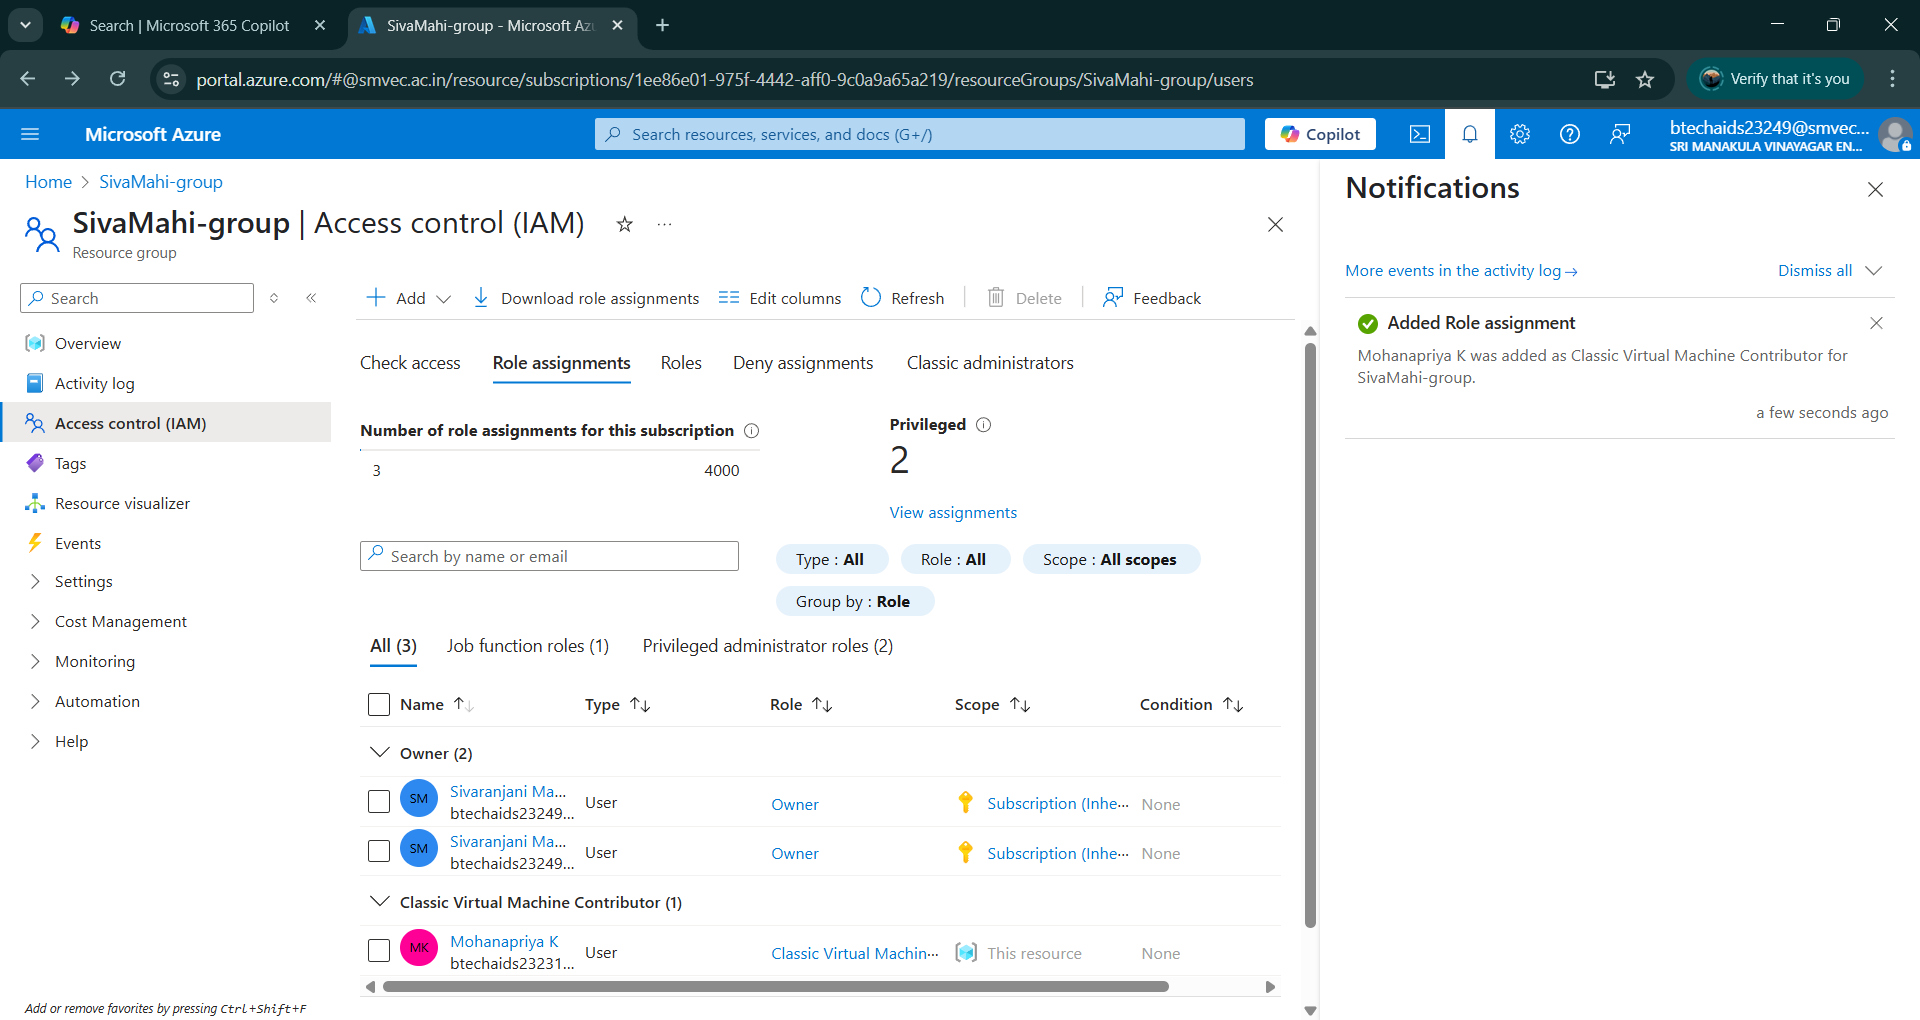 Search | Microsoft 365 Copilot
SivaMahi-group - Microsoft Az
portal.azure.com/#@smvec.ac.in/resource/subscriptions/1ee86e01-975f-4442-aff0-9c0a9a65a219/resourceGroups/SivaMahi-group/users
Verify that it's you
Microsoft Azure
Search resources, services, and docs (G+/)
Copilot
btechaids23249@smvec...
SRI MANAKULA VINAYAGAR EN...
Home > SivaMahi-group
SivaMahi-group | Access control (IAM)
Resource group
Search
Overview
Activity log
Access control (IAM)
Tags
Resource visualizer
Events
Settings
Cost Management
Monitoring
Automation
Help
Add or remove favorites by pressing Ctrl+Shift+F
Add
Download role assignments
Edit columns
Refresh
Delete
Feedback
Check access
Role assignments
Roles
Deny assignments
Classic administrators
Number of role assignments for this subscription
3
4000
Privileged
2
View assignments
Search by name or email
Type : All
Role : All
Scope : All scopes
Group by : Role
All (3)
Job function roles (1)
Privileged administrator roles (2)
Name
Type
Role
Scope
Condition
Owner (2)
SM
Sivaranjani Ma...
btechaids23249...
User
Owner
Subscription (Inhe...
None
SM
Sivaranjani Ma...
btechaids23249...
User
Owner
Subscription (Inhe...
None
Classic Virtual Machine Contributor (1)
MK
Mohanapriya K
btechaids23231...
User
Classic Virtual Machin...
This resource
None
Notifications
More events in the activity log →
Dismiss all
Added Role assignment
Mohanapriya K was added as Classic Virtual Machine Contributor for
SivaMahi-group.
a few seconds ago